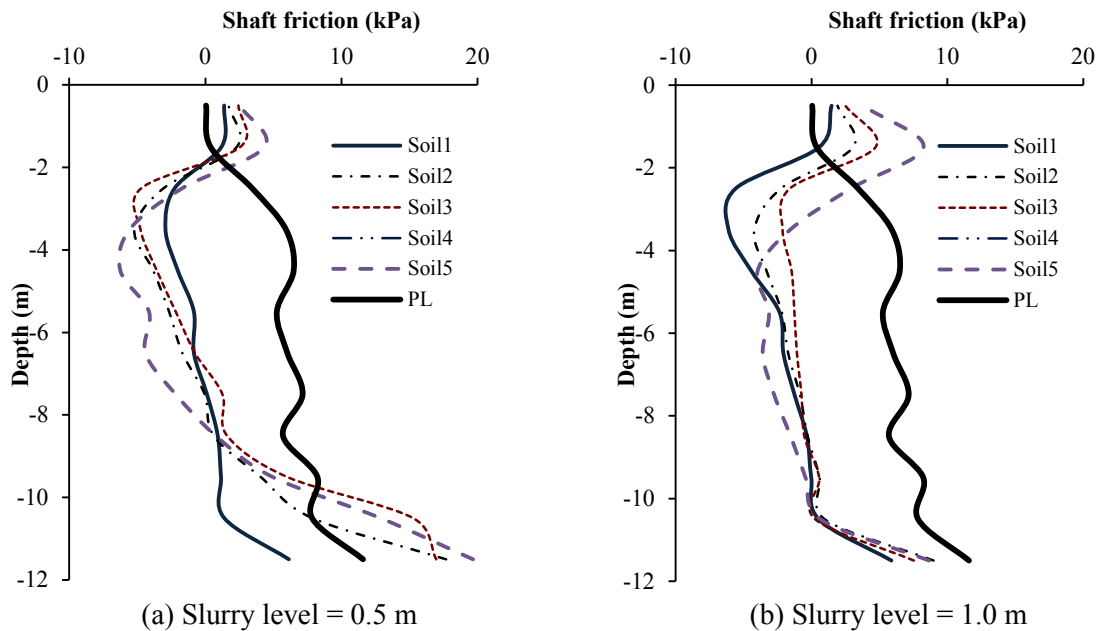 Shaft friction (kPa)
-10 0 10 20
0
-2
-4
-6
-8
-10
-12
Depth (m)
Soil1
Soil2
Soil3
Soil4
Soil5
PL
(a) Slurry level = 0.5 m
Shaft friction (kPa)
-10 0 10 20
0
-2
-4
-6
-8
-10
-12
Depth (m)
Soil1
Soil2
Soil3
Soil4
Soil5
PL
(b) Slurry level = 1.0 m